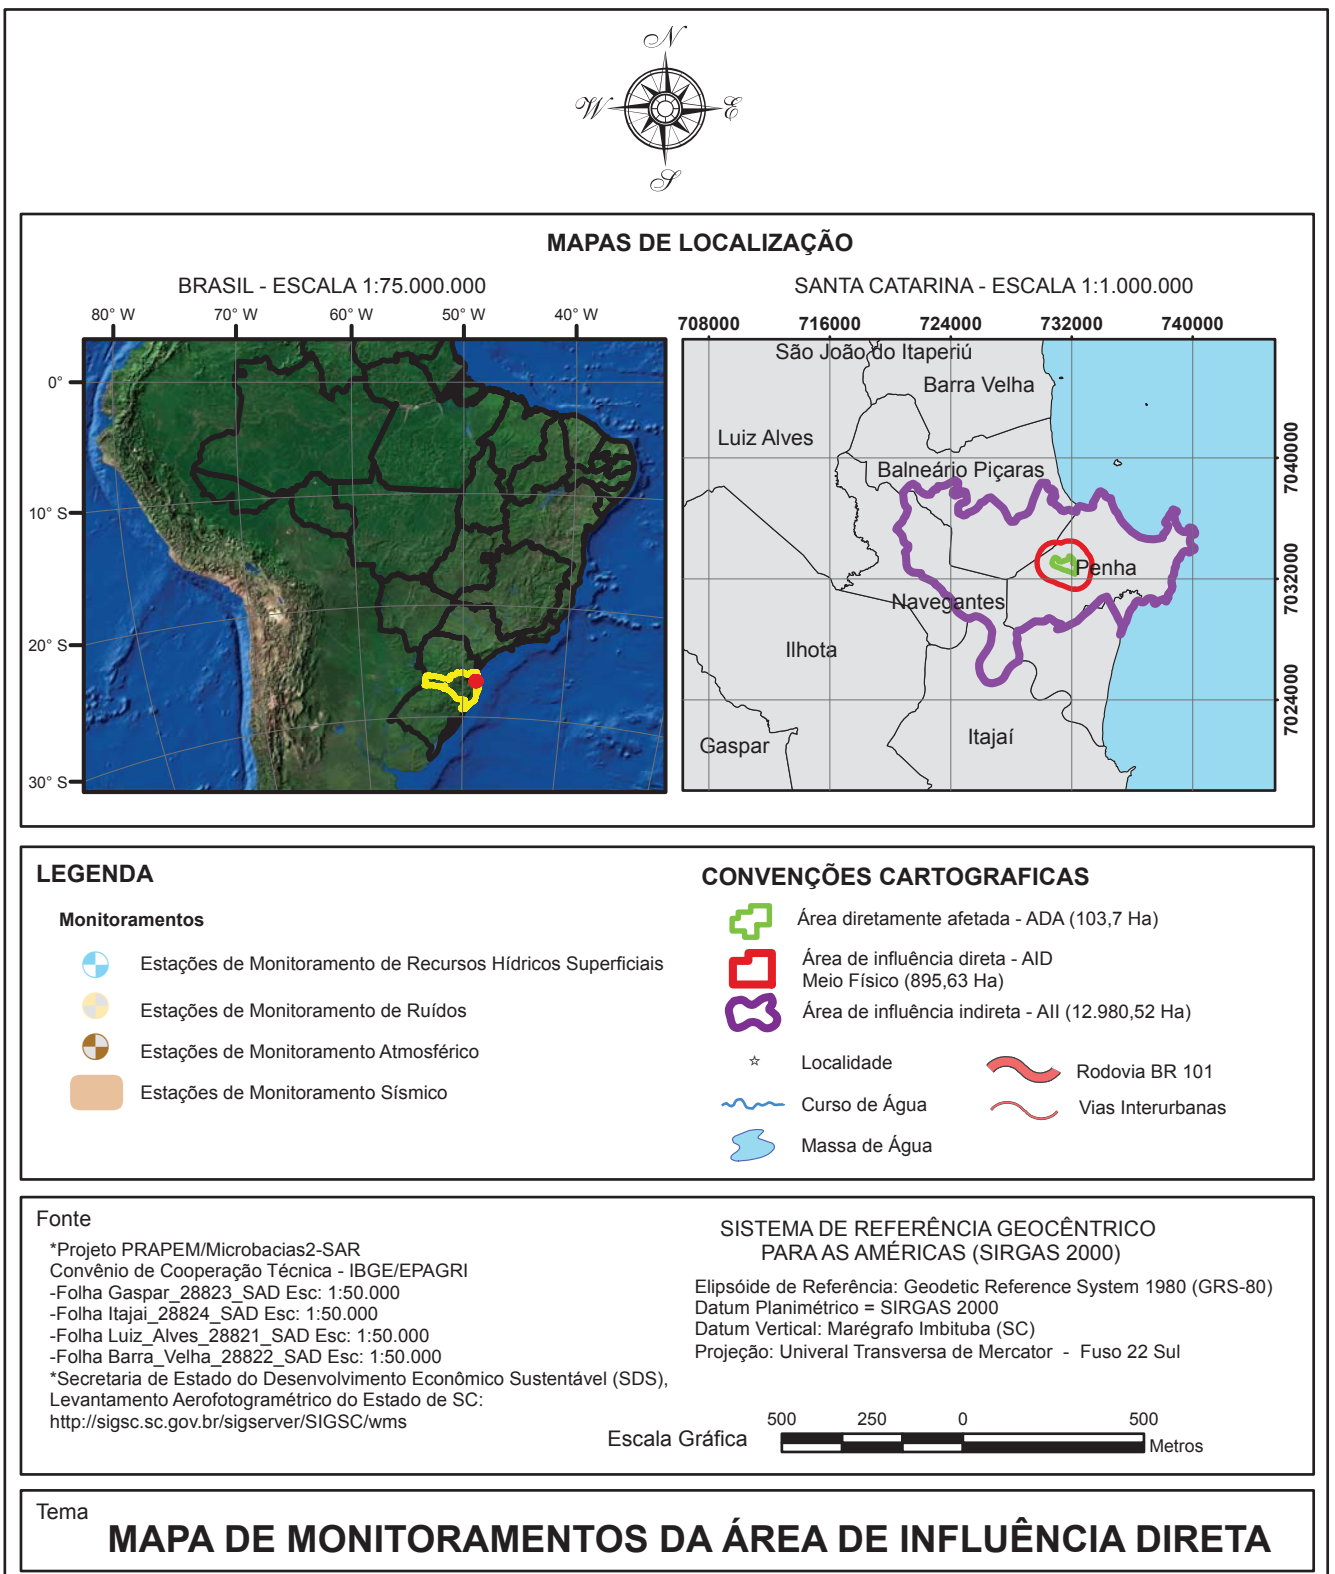 N
W
E
S
MAPAS DE LOCALIZAÇÃO
BRASIL - ESCALA 1:75.000.000
80° W 70° W 60° W 50° W 40° W
0°
10° S
20° S
30° S
SANTA CATARINA - ESCALA 1:1.000.000
708000 716000 724000 732000 740000
São João do Itaperiú
Barra Velha
Luiz Alves
Balneário Piçaras
Penha
Navegantes
Ilhota
Itajaí
Gaspar
7040000
7032000
7024000
LEGENDA
Monitoramentos
Estações de Monitoramento de Recursos Hídricos Superficiais
Estações de Monitoramento de Ruídos
Estações de Monitoramento Atmosférico
Estações de Monitoramento Sísmico
CONVENÇÕES CARTOGRAFICAS
Área diretamente afetada - ADA (103,7 Ha)
Área de influência direta - AID
Meio Físico (895,63 Ha)
Área de influência indireta - AII (12.980,52 Ha)
Localidade
Curso de Água
Massa de Água
Rodovia BR 101
Vias Interurbanas
Fonte
*Projeto PRAPEM/Microbacias2-SAR
Convênio de Cooperação Técnica - IBGE/EPAGRI
-Folha Gaspar_28823_SAD Esc: 1:50.000
-Folha Itajai_28824_SAD Esc: 1:50.000
-Folha Luiz_Alves_28821_SAD Esc: 1:50.000
-Folha Barra_Velha_28822_SAD Esc: 1:50.000
*Secretaria de Estado do Desenvolvimento Econômico Sustentável (SDS),
Levantamento Aerofotogramétrico do Estado de SC:
http://sigsc.sc.gov.br/sigserver/SIGSC/wms
SISTEMA DE REFERÊNCIA GEOCÊNTRICO
PARA AS AMÉRICAS (SIRGAS 2000)
Elipsóide de Referência: Geodetic Reference System 1980 (GRS-80)
Datum Planimétrico = SIRGAS 2000
Datum Vertical: Marégrafo Imbituba (SC)
Projeção: Univeral Transversa de Mercator - Fuso 22 Sul
Escala Gráfica
500 250 0 500
Metros
Tema
MAPA DE MONITORAMENTOS DA ÁREA DE INFLUÊNCIA DIRETA